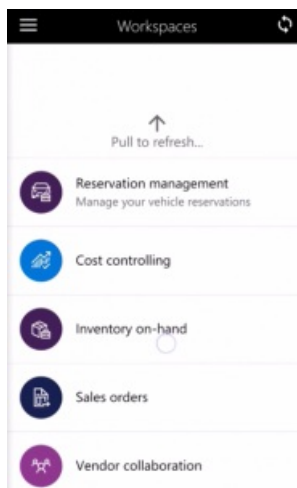 Workspaces
Pull to refresh...
Reservation management
Manage your vehicle reservations
Cost controlling
Inventory on-hand
Sales orders
Vendor collaboration